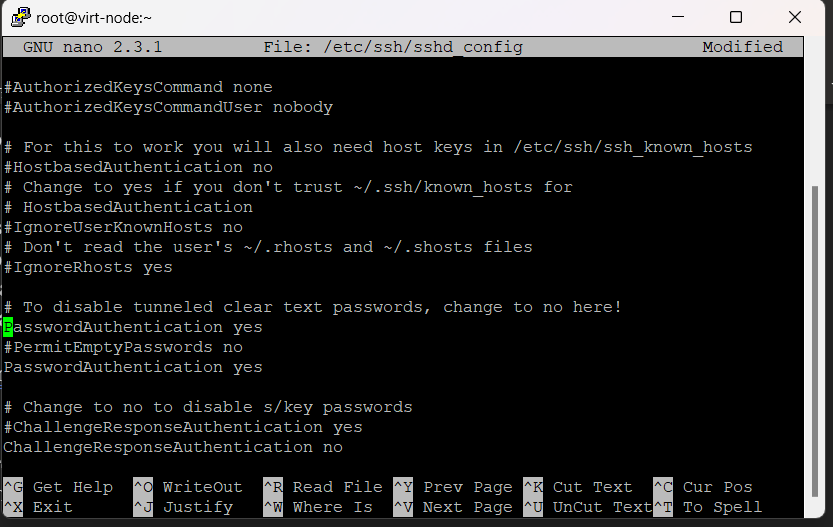 root@virt-node:~
GNU nano 2.3.1 File: /etc/ssh/sshd_config Modified
#AuthorizedKeysCommand none
#AuthorizedKeysCommandUser nobody
# For this to work you will also need host keys in /etc/ssh/ssh_known_hosts
#HostbasedAuthentication no
# Change to yes if you don't trust ~/.ssh/known_hosts for
# HostbasedAuthentication
#IgnoreUserKnownHosts no
# Don't read the user's ~/.rhosts and ~/.shosts files
#IgnoreRhosts yes
# To disable tunneled clear text passwords, change to no here!
PasswordAuthentication yes
#PermitEmptyPasswords no
PasswordAuthentication yes
# Change to no to disable s/key passwords
#ChallengeResponseAuthentication yes
ChallengeResponseAuthentication no
^G Get Help ^O WriteOut ^R Read File ^Y Prev Page ^K Cut Text ^C Cur Pos
^X Exit ^J Justify ^W Where Is ^V Next Page ^U UnCut Text ^T To Spell